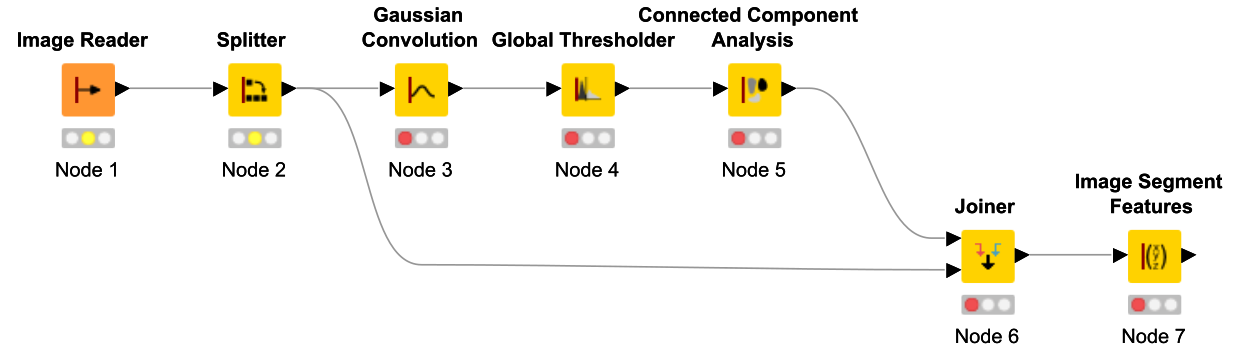 Image Reader
Splitter
Gaussian
Convolution
Global Thresholder
Connected Component
Analysis
Node 1
Node 2
Node 3
Node 4
Node 5
Joiner
Image Segment
Features
Node 6
Node 7